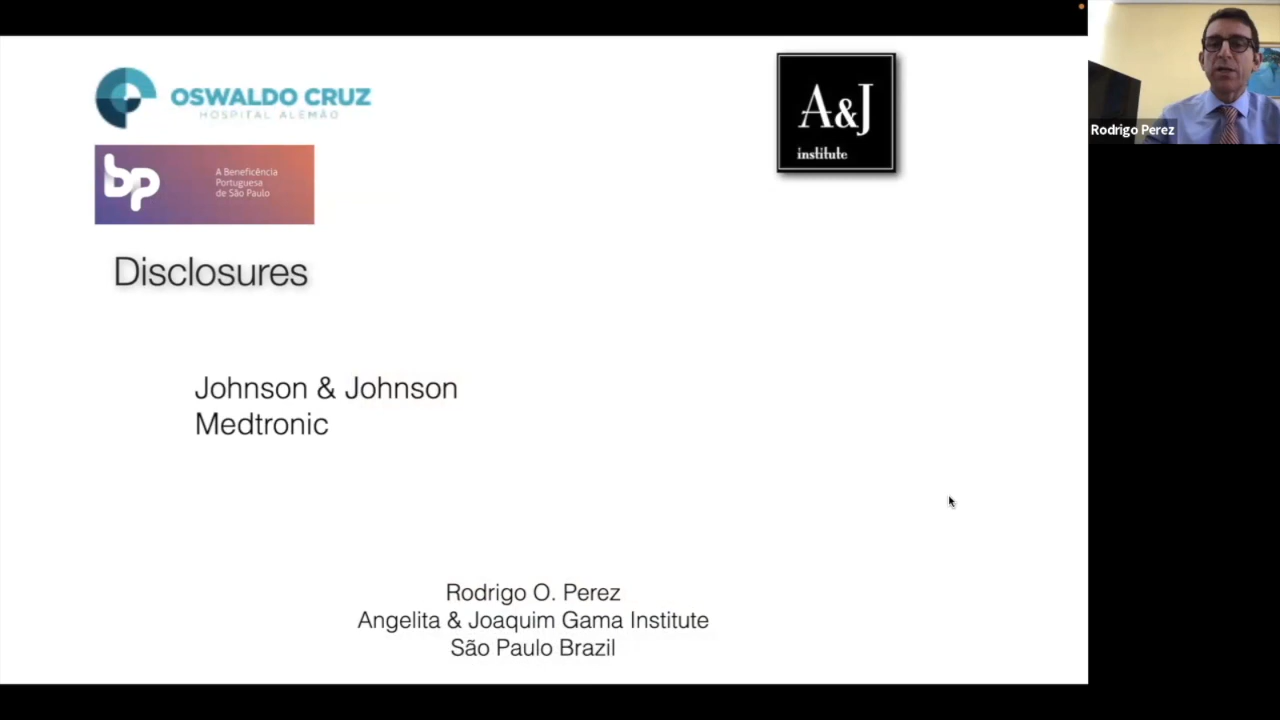 OSWALDO CRUZ
HOSPITAL ALEMÃO
A&J
institute
bp
A Beneficência
Portuguesa
de São Paulo
Disclosures
Johnson & Johnson
Medtronic
Rodrigo O. Perez
Angelita & Joaquim Gama Institute
São Paulo Brazil
Rodrigo Perez